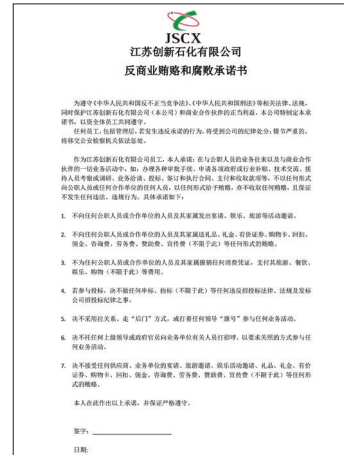 JSCX
江苏创新石化有限公司
反商业贿赂和腐败承诺书
为遵守《中华人民共和国反不正当竞争法》、《中华人民共和国刑法》等相关法律、法规，
同时保护江苏创新石化有限公司（本公司）和商业合作伙伴的正当利益，本公司特制定本承
诺书，以资全体员工共同遵守。
任何员工，包括管理层，若发生违反承诺的行为，将受到公司的纪律处分；情节严重的，
将移交公安检察机关依法惩处。
作为江苏创新石化有限公司员工，本人承诺：在与公职人员的业务往来以及与商业合作
伙伴的一切业务活动中，如：办理各种审批手续、申请各项政府或行业补贴、技术交流、接
待人员考察或调研、业务洽谈、投标、签订和执行合同、支付和收取款项等，不以任何形式
向公职人员或任何合作单位的任何人员，以任何形式给予贿赂，亦不收取任何贿赂，且保证
不发生任何违法、违规行为。具体承诺如下：
1. 不向任何公职人员或合作单位的人员及其家属发出宴请、娱乐、旅游等活动邀请。
2. 不向任何公职人员或合作单位的人员及其家属送礼品、礼金、有价证券、购物卡、回扣、
佣金、咨询费、劳务费、赞助费、宣传费（不限于此）等任何形式的贿赂。
3. 不为任何公职人员或合作单位的人员及其家属报销任何消费凭证，支付其旅游、餐饮、
娱乐、购物（不限于此）等费用。
4. 若参与投标，决不做任何串标、抬标（不限于此）等任何违反招投标法律、法规及发标
公司招投标纪律之事。
5. 决不采用拉关系、走“后门”方式，或打着任何领导“旗号”参与任何业务活动。
6. 决不托任何上级领导或政府官员向业务单位有关人员打招呼，以要求关照的方式参与任
何业务活动。
7. 决不接受任何供应商、业务单位的宴请、旅游邀请、娱乐活动邀请、礼品、礼金、有价
证券、购物卡、回扣、佣金、咨询费、劳务费、赞助费、宣传费（不限于此）等任何形
式的贿赂。
本人在此作出以上承诺，并保证严格遵守。
签字：
日期：